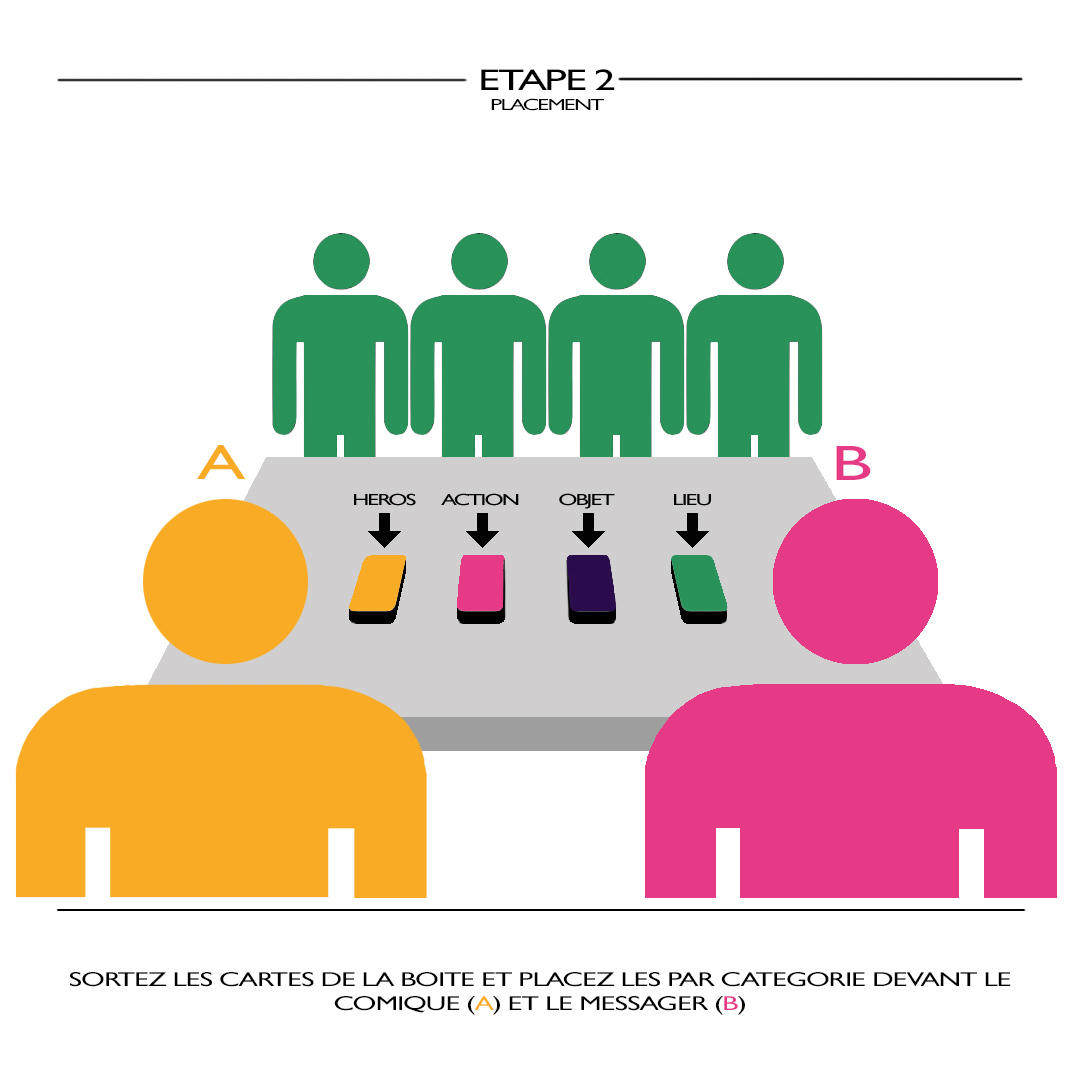 ETAPE 2
PLACEMENT
A
B
HEROS ACTION OBJET LIEU
SORTEZ LES CARTES DE LA BOITE ET PLACEZ LES PAR CATEGORIE DEVANT LE
COMIQUE (A) ET LE MESSAGER (B)